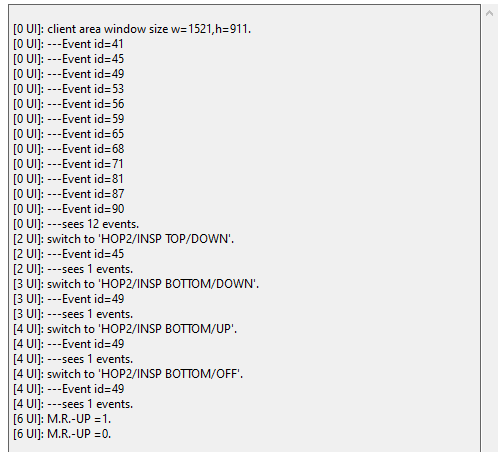 [0 UI]: client area window size w=1521,h=911.
[0 UI]: ---Event id=41
[0 UI]: ---Event id=45
[0 UI]: ---Event id=49
[0 UI]: ---Event id=53
[0 UI]: ---Event id=56
[0 UI]: ---Event id=59
[0 UI]: ---Event id=65
[0 UI]: ---Event id=68
[0 UI]: ---Event id=71
[0 UI]: ---Event id=81
[0 UI]: ---Event id=87
[0 UI]: ---Event id=90
[0 UI]: ---sees 12 events.
[2 UI]: switch to 'HOP2/INSP TOP/DOWN'.
[2 UI]: ---Event id=45
[2 UI]: ---sees 1 events.
[3 UI]: switch to 'HOP2/INSP BOTTOM/DOWN'.
[3 UI]: ---Event id=49
[3 UI]: ---sees 1 events.
[4 UI]: switch to 'HOP2/INSP BOTTOM/UP'.
[4 UI]: ---Event id=49
[4 UI]: ---sees 1 events.
[4 UI]: switch to 'HOP2/INSP BOTTOM/OFF'.
[4 UI]: ---Event id=49
[4 UI]: ---sees 1 events.
[6 UI]: M.R.-UP =1.
[6 UI]: M.R.-UP =0.